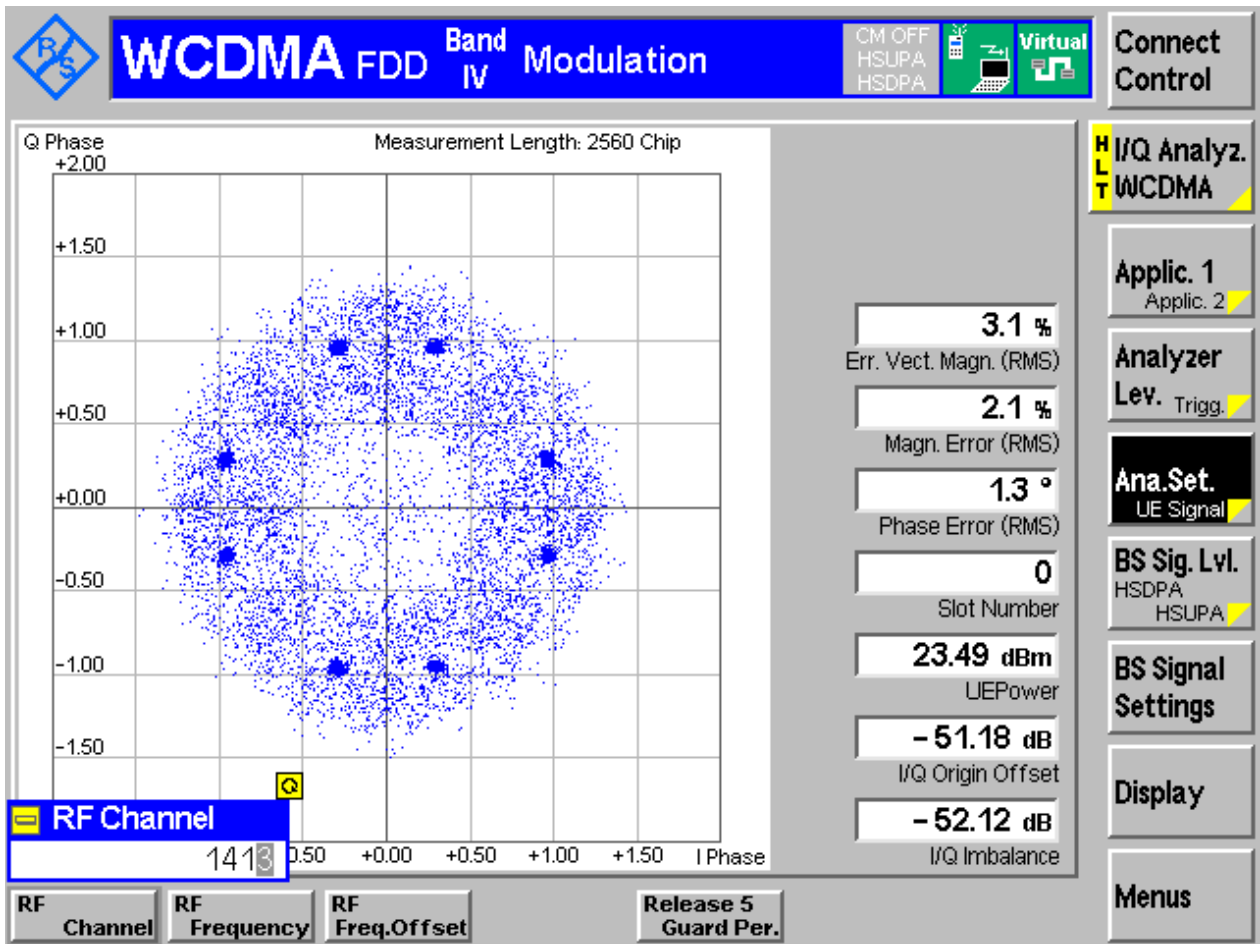 R&S
WCDMA FDD Band IV Modulation
CM OFF
HSUPA
HSDPA
Virtual
Connect Control
Q Phase
Measurement Length: 2560 Chip
+2.00
+1.50
+1.00
+0.50
+0.00
-0.50
-1.00
-1.50
Q
RF Channel
1413
0.50 +0.00 +0.50 +1.00 +1.50 I Phase
3.1 %
Err. Vect. Magn. (RMS)
2.1 %
Magn. Error (RMS)
1.3 °
Phase Error (RMS)
0
Slot Number
23.49 dBm
UEPower
-51.18 dB
I/Q Origin Offset
-52.12 dB
I/Q Imbalance
HLT
I/Q Analyz.
WCDMA
Applic. 1
Applic. 2
Analyzer
Lev. Trigg.
Ana.Set.
UE Signal
BS Sig. Lvl.
HSDPA
HSUPA
BS Signal
Settings
Display
Menus
RF Channel
RF Frequency
RF Freq.Offset
Release 5 Guard Per.